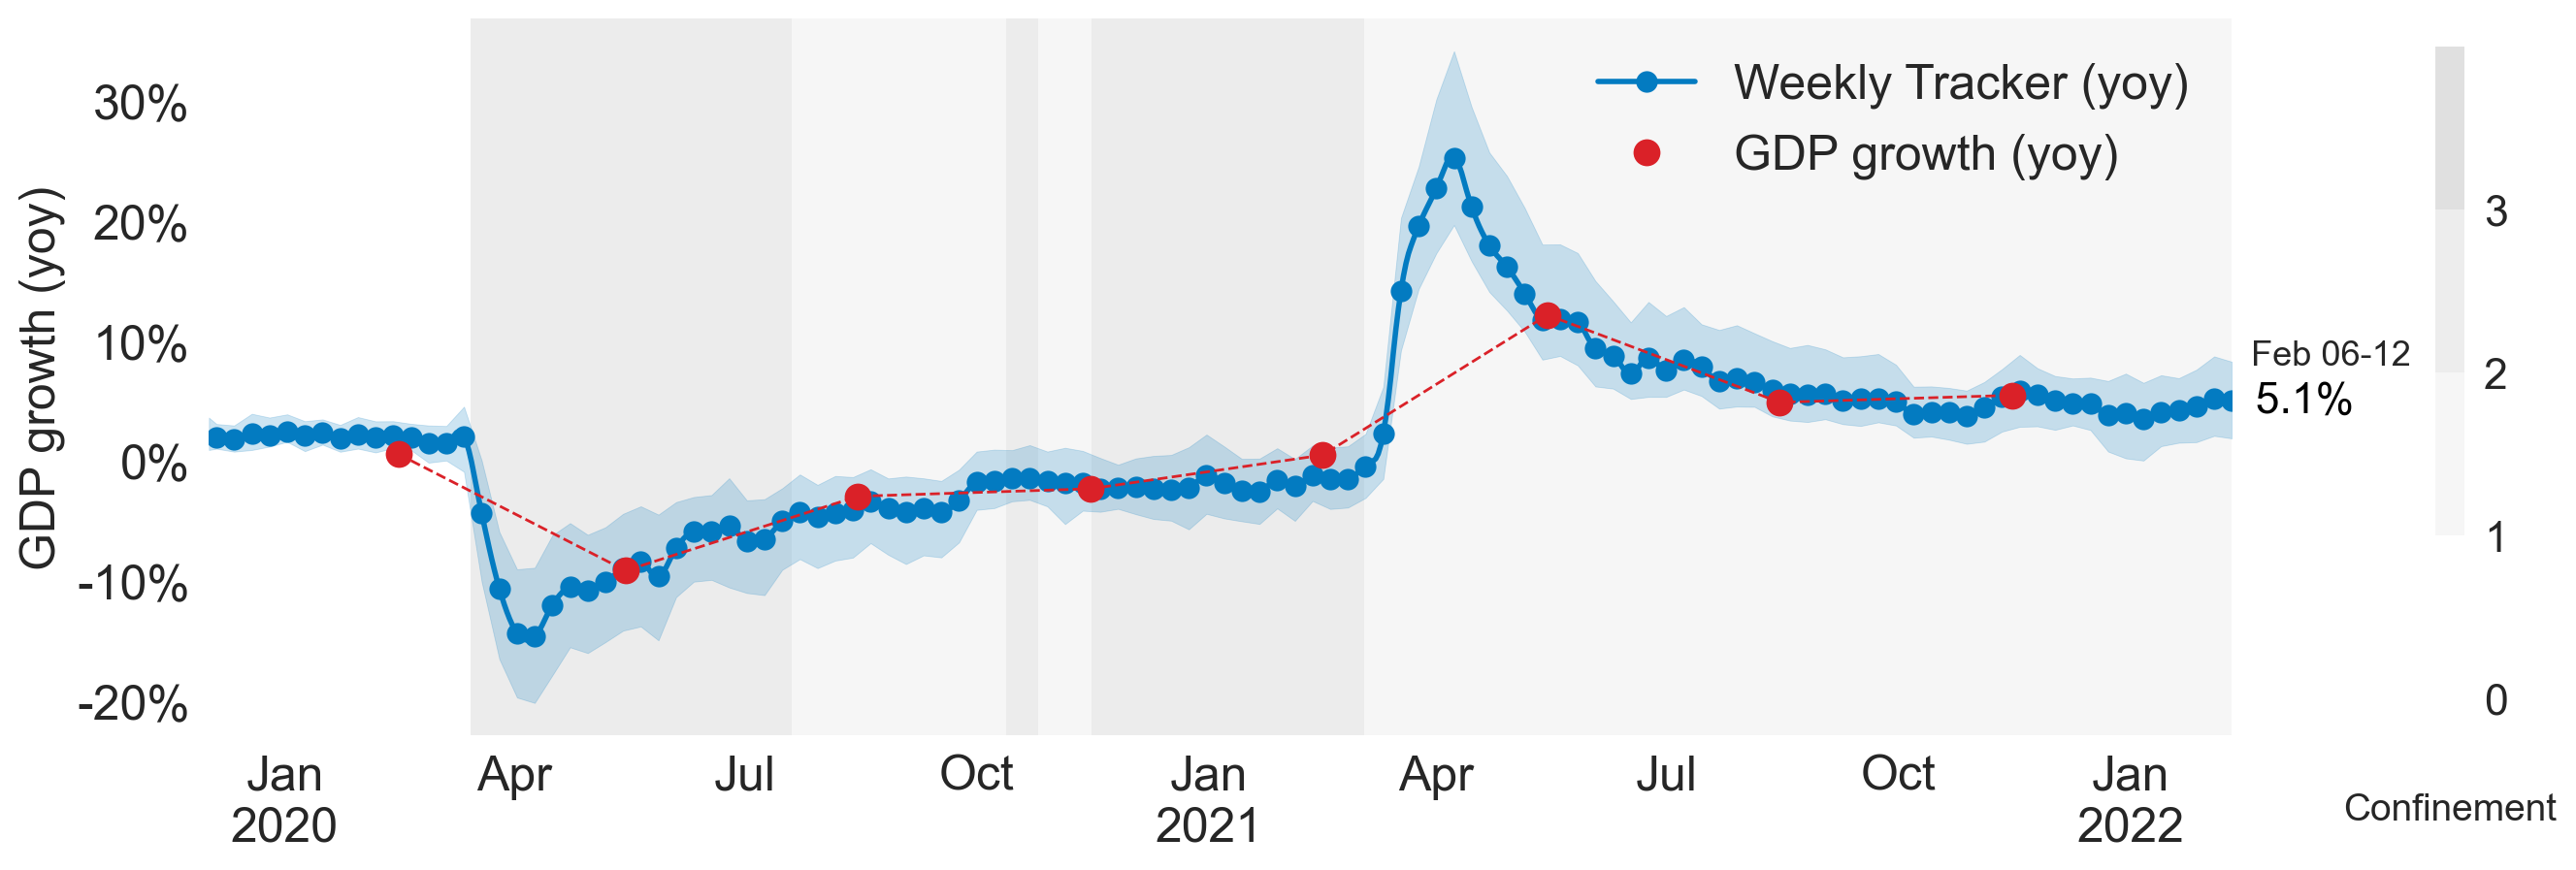 GDP growth (yoy)
30%
20%
10%
0%
-10%
-20%
Weekly Tracker (yoy)
GDP growth (yoy)
Feb 06-12
5.1%
3
2
1
0
Confinement
Jan Apr Jul Oct Jan Apr Jul Oct Jan
2020 2021 2022